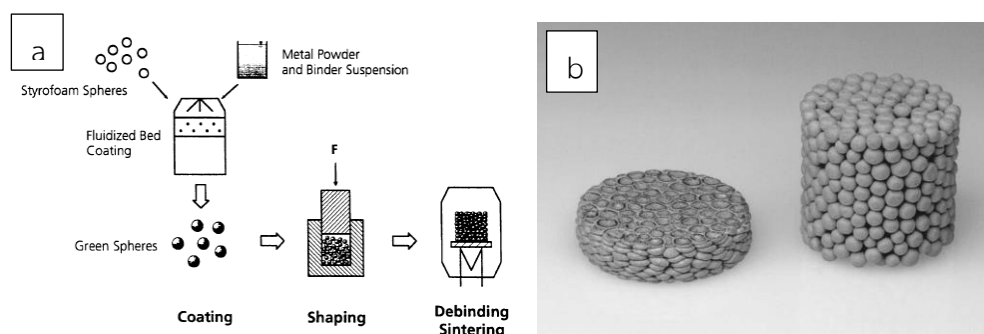 a
Styrofoam Spheres
Metal Powder
and Binder Suspension
Fluidized Bed
Coating
F
Green Spheres
Coating
Shaping
Debinding
Sintering
b